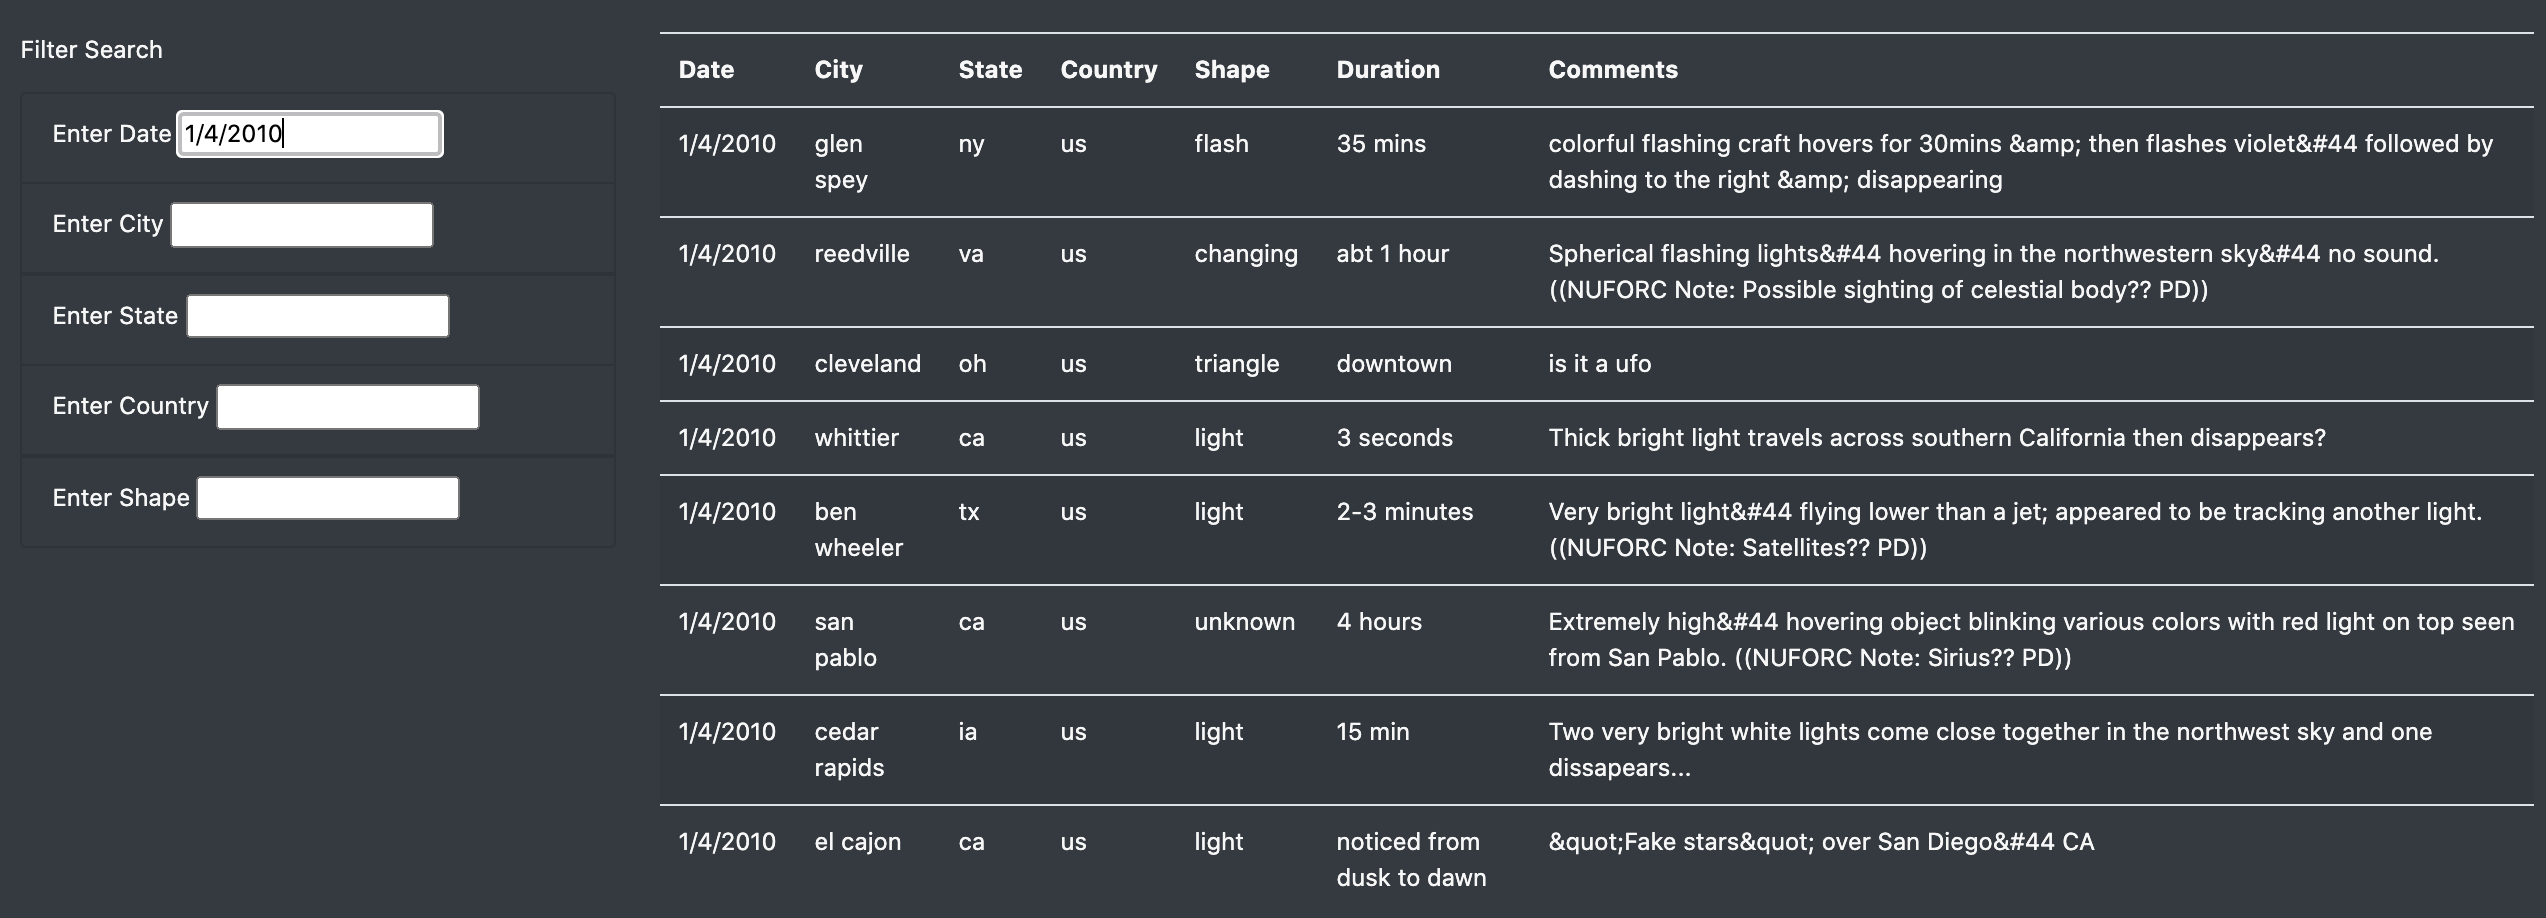 Filter Search
Enter Date 1/4/2010
Enter City
Enter State
Enter Country
Enter Shape
Date City State Country Shape Duration Comments
1/4/2010 glen ny us flash 35 mins colorful flashing craft hovers for 30mins &amp; then flashes violet&#44 followed by
spey dashing to the right &amp; disappearing
1/4/2010 reedville va us changing abt 1 hour Spherical flashing lights&#44 hovering in the northwestern sky&#44 no sound.
((NUFORC Note: Possible sighting of celestial body?? PD))
1/4/2010 cleveland oh us triangle downtown is it a ufo
1/4/2010 whittier ca us light 3 seconds Thick bright light travels across southern California then disappears?
1/4/2010 ben tx us light 2-3 minutes Very bright light&#44 flying lower than a jet; appeared to be tracking another light.
wheeler ((NUFORC Note: Satellites?? PD))
1/4/2010 san ca us unknown 4 hours Extremely high&#44 hovering object blinking various colors with red light on top seen
pablo from San Pablo. ((NUFORC Note: Sirius?? PD))
1/4/2010 cedar ia us light 15 min Two very bright white lights come close together in the northwest sky and one
rapids dissapears...
1/4/2010 el cajon ca us light noticed from &quot;Fake stars&quot; over San Diego&#44 CA
dusk to dawn